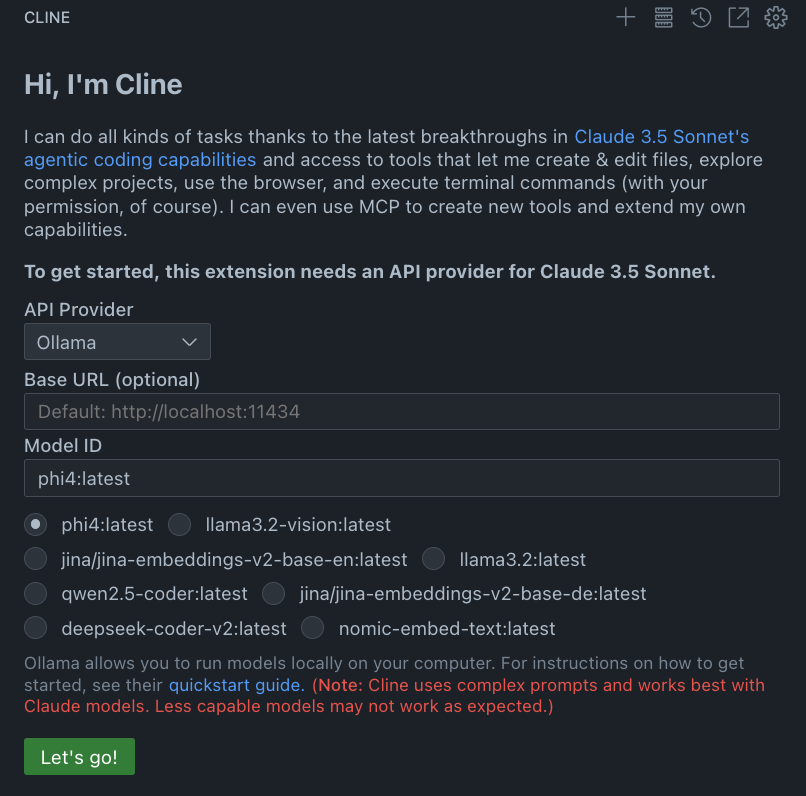 CLINE
Hi, I'm Cline
I can do all kinds of tasks thanks to the latest breakthroughs in Claude 3.5 Sonnet's
agentic coding capabilities and access to tools that let me create & edit files, explore
complex projects, use the browser, and execute terminal commands (with your
permission, of course). I can even use MCP to create new tools and extend my own
capabilities.
To get started, this extension needs an API provider for Claude 3.5 Sonnet.
API Provider
Ollama
Base URL (optional)
Default: http://localhost:11434
Model ID
phi4:latest
phi4:latest llama3.2-vision:latest
jina/jina-embeddings-v2-base-en:latest llama3.2:latest
qwen2.5-coder:latest jina/jina-embeddings-v2-base-de:latest
deepseek-coder-v2:latest nomic-embed-text:latest
Ollama allows you to run models locally on your computer. For instructions on how to get
started, see their quickstart guide. (Note: Cline uses complex prompts and works best with
Claude models. Less capable models may not work as expected.)
Let's go!